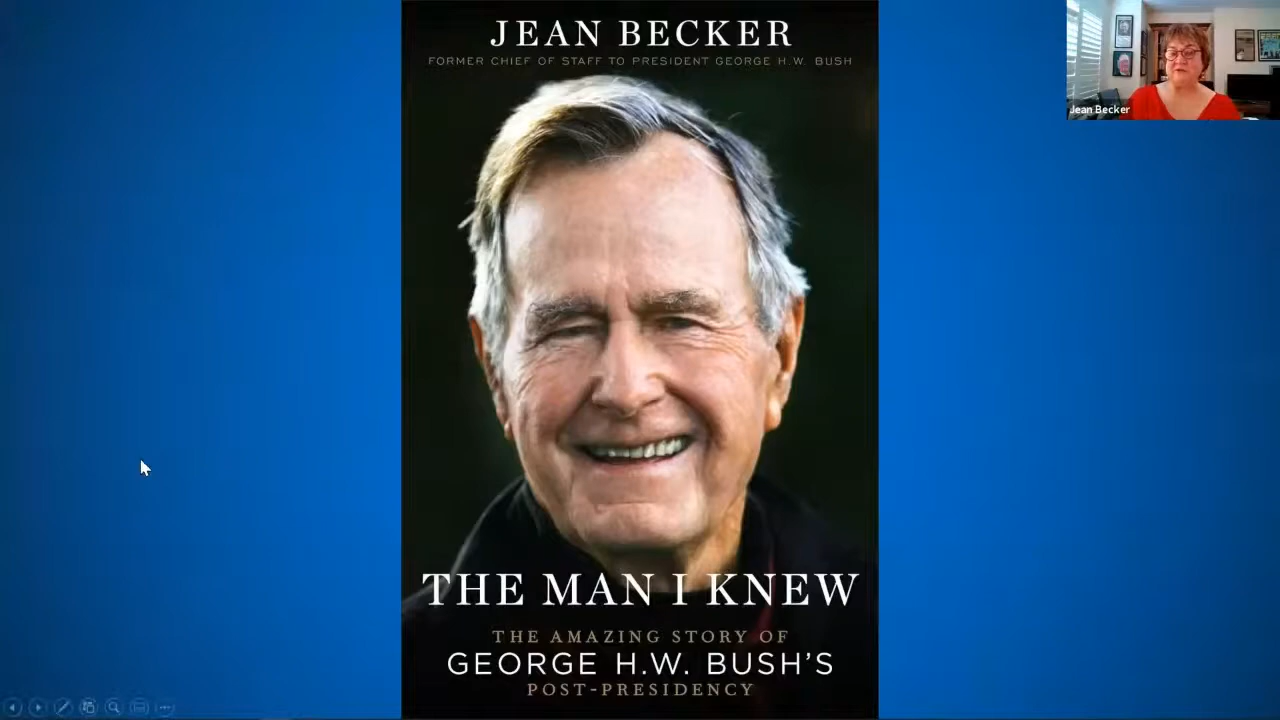 JEAN BECKER
FORMER CHIEF OF STAFF TO PRESIDENT GEORGE H.W. BUSH
Jean Becker
THE MAN I KNEW
THE AMAZING STORY OF
GEORGE H.W. BUSH'S
POST-PRESIDENCY